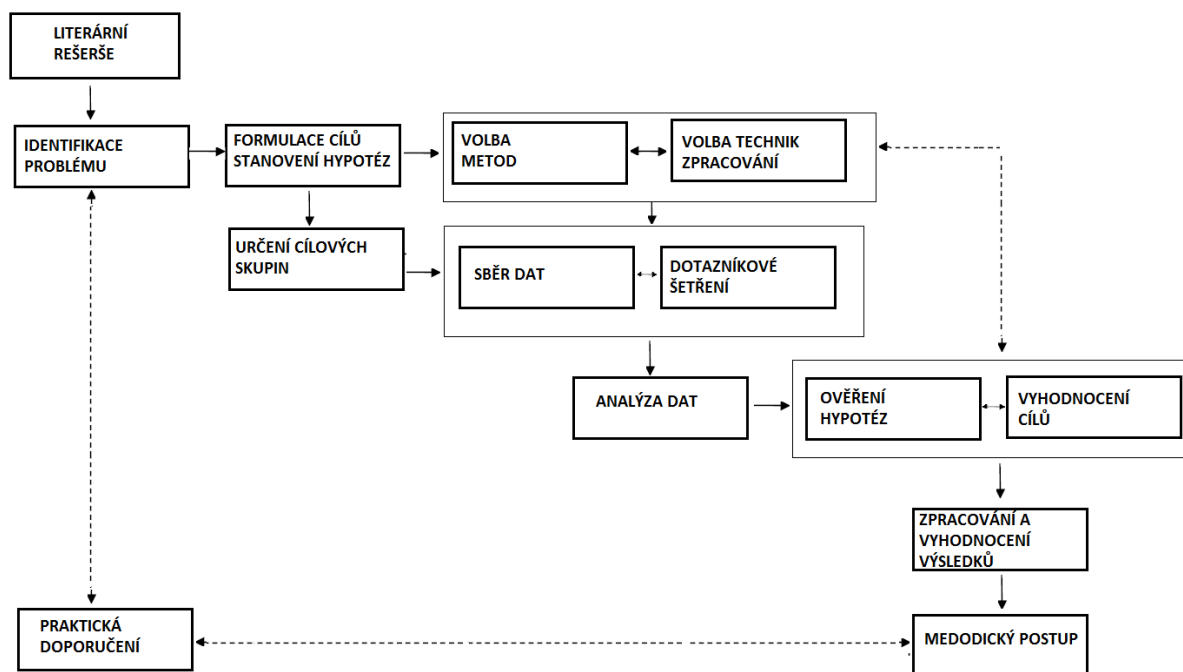 LITERÁRNÍ
REŠERŠE
IDENTIFIKACE
PROBLÉMU
FORMULACE CÍLŮ
STANOVENÍ HYPOTÉZ
VOLBA
METOD
VOLBA TECHNIK
ZPRACOVÁNÍ
URČENÍ CÍLOVÝCH
SKUPIN
SBĚR DAT
DOTAZNÍKOVÉ
ŠETŘENÍ
ANALÝZA DAT
OVĚŘENÍ
HYPOTÉZ
VYHODNOCENÍ
CÍLŮ
ZPRACOVÁNÍ A
VYHODNOCENÍ
VÝSLEDKŮ
PRAKTICKÁ
DOPORUČENÍ
MEDODICKÝ POSTUP